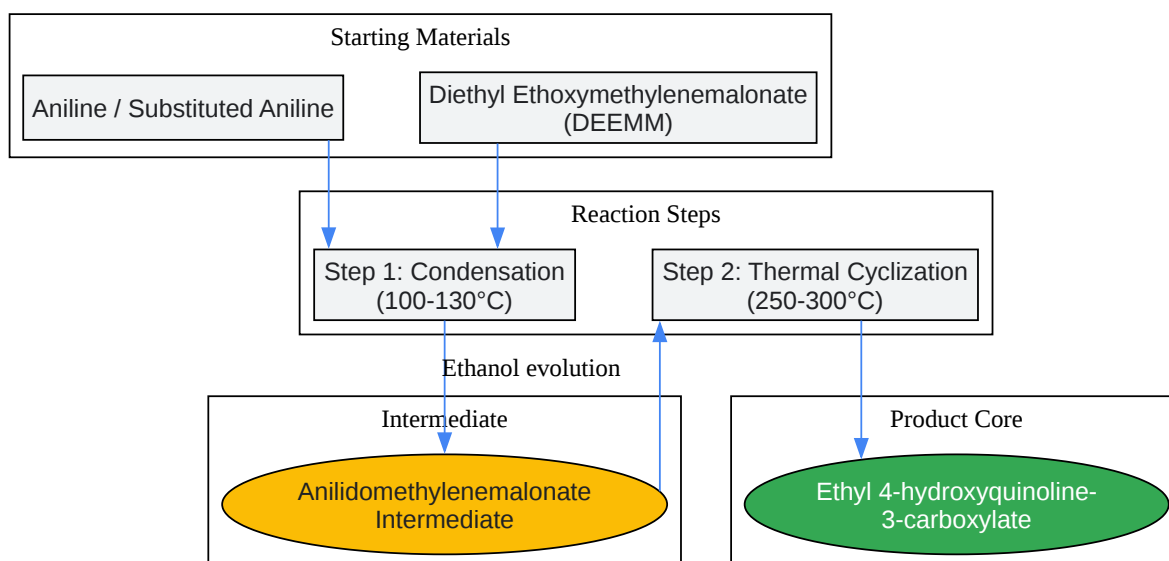 Starting Materials
Aniline / Substituted Aniline
Diethyl Ethoxymethylenemalonate
(DEEMM)
Reaction Steps
Step 1: Condensation
(100-130°C)
Step 2: Thermal Cyclization
(250-300°C)
Ethanol evolution
Intermediate
Anilidomethylenemalonate
Intermediate
Product Core
Ethyl 4-hydroxyquinoline-
3-carboxylate